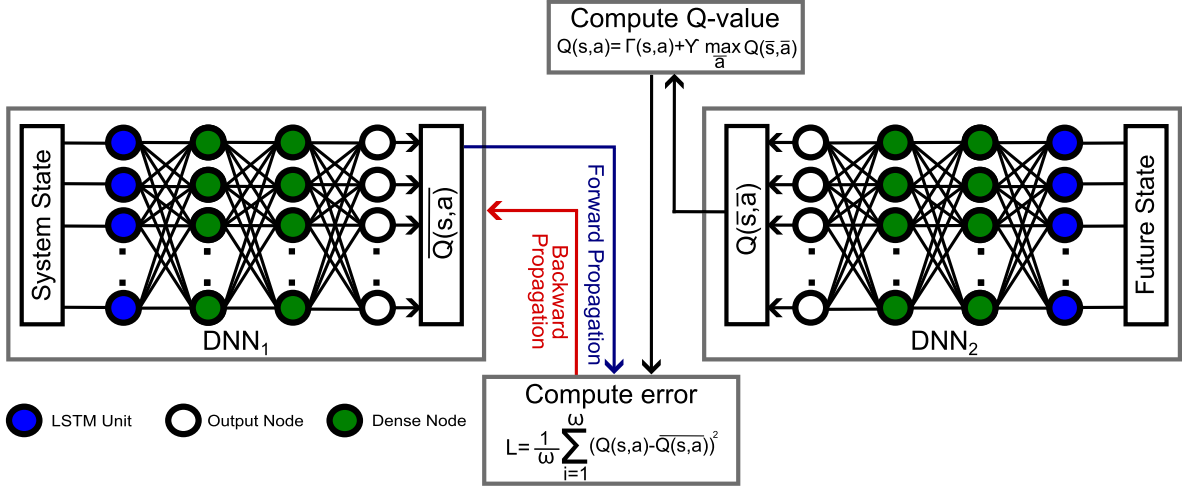 Compute Q-value
Q(s,a)=Γ(s,a)+ϒ max Q(s̅,a̅)
a̅
System State
Q̅(̅s̅,̅a̅)̅
DNN₁
Forward Propagation
Backward
Propagation
Q(s̅,a̅)
Future State
DNN₂
Compute error
L= 1/ω ω∑i=1 (Q(s,a)-Q̅(̅s̅,̅a̅)̅)²
LSTM Unit
Output Node
Dense Node